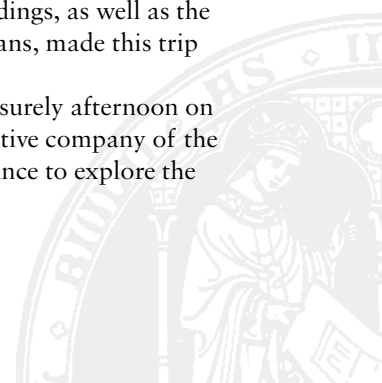 dings, as well as the
ans, made this trip
surely afternoon on
tive company of the
nce to explore the